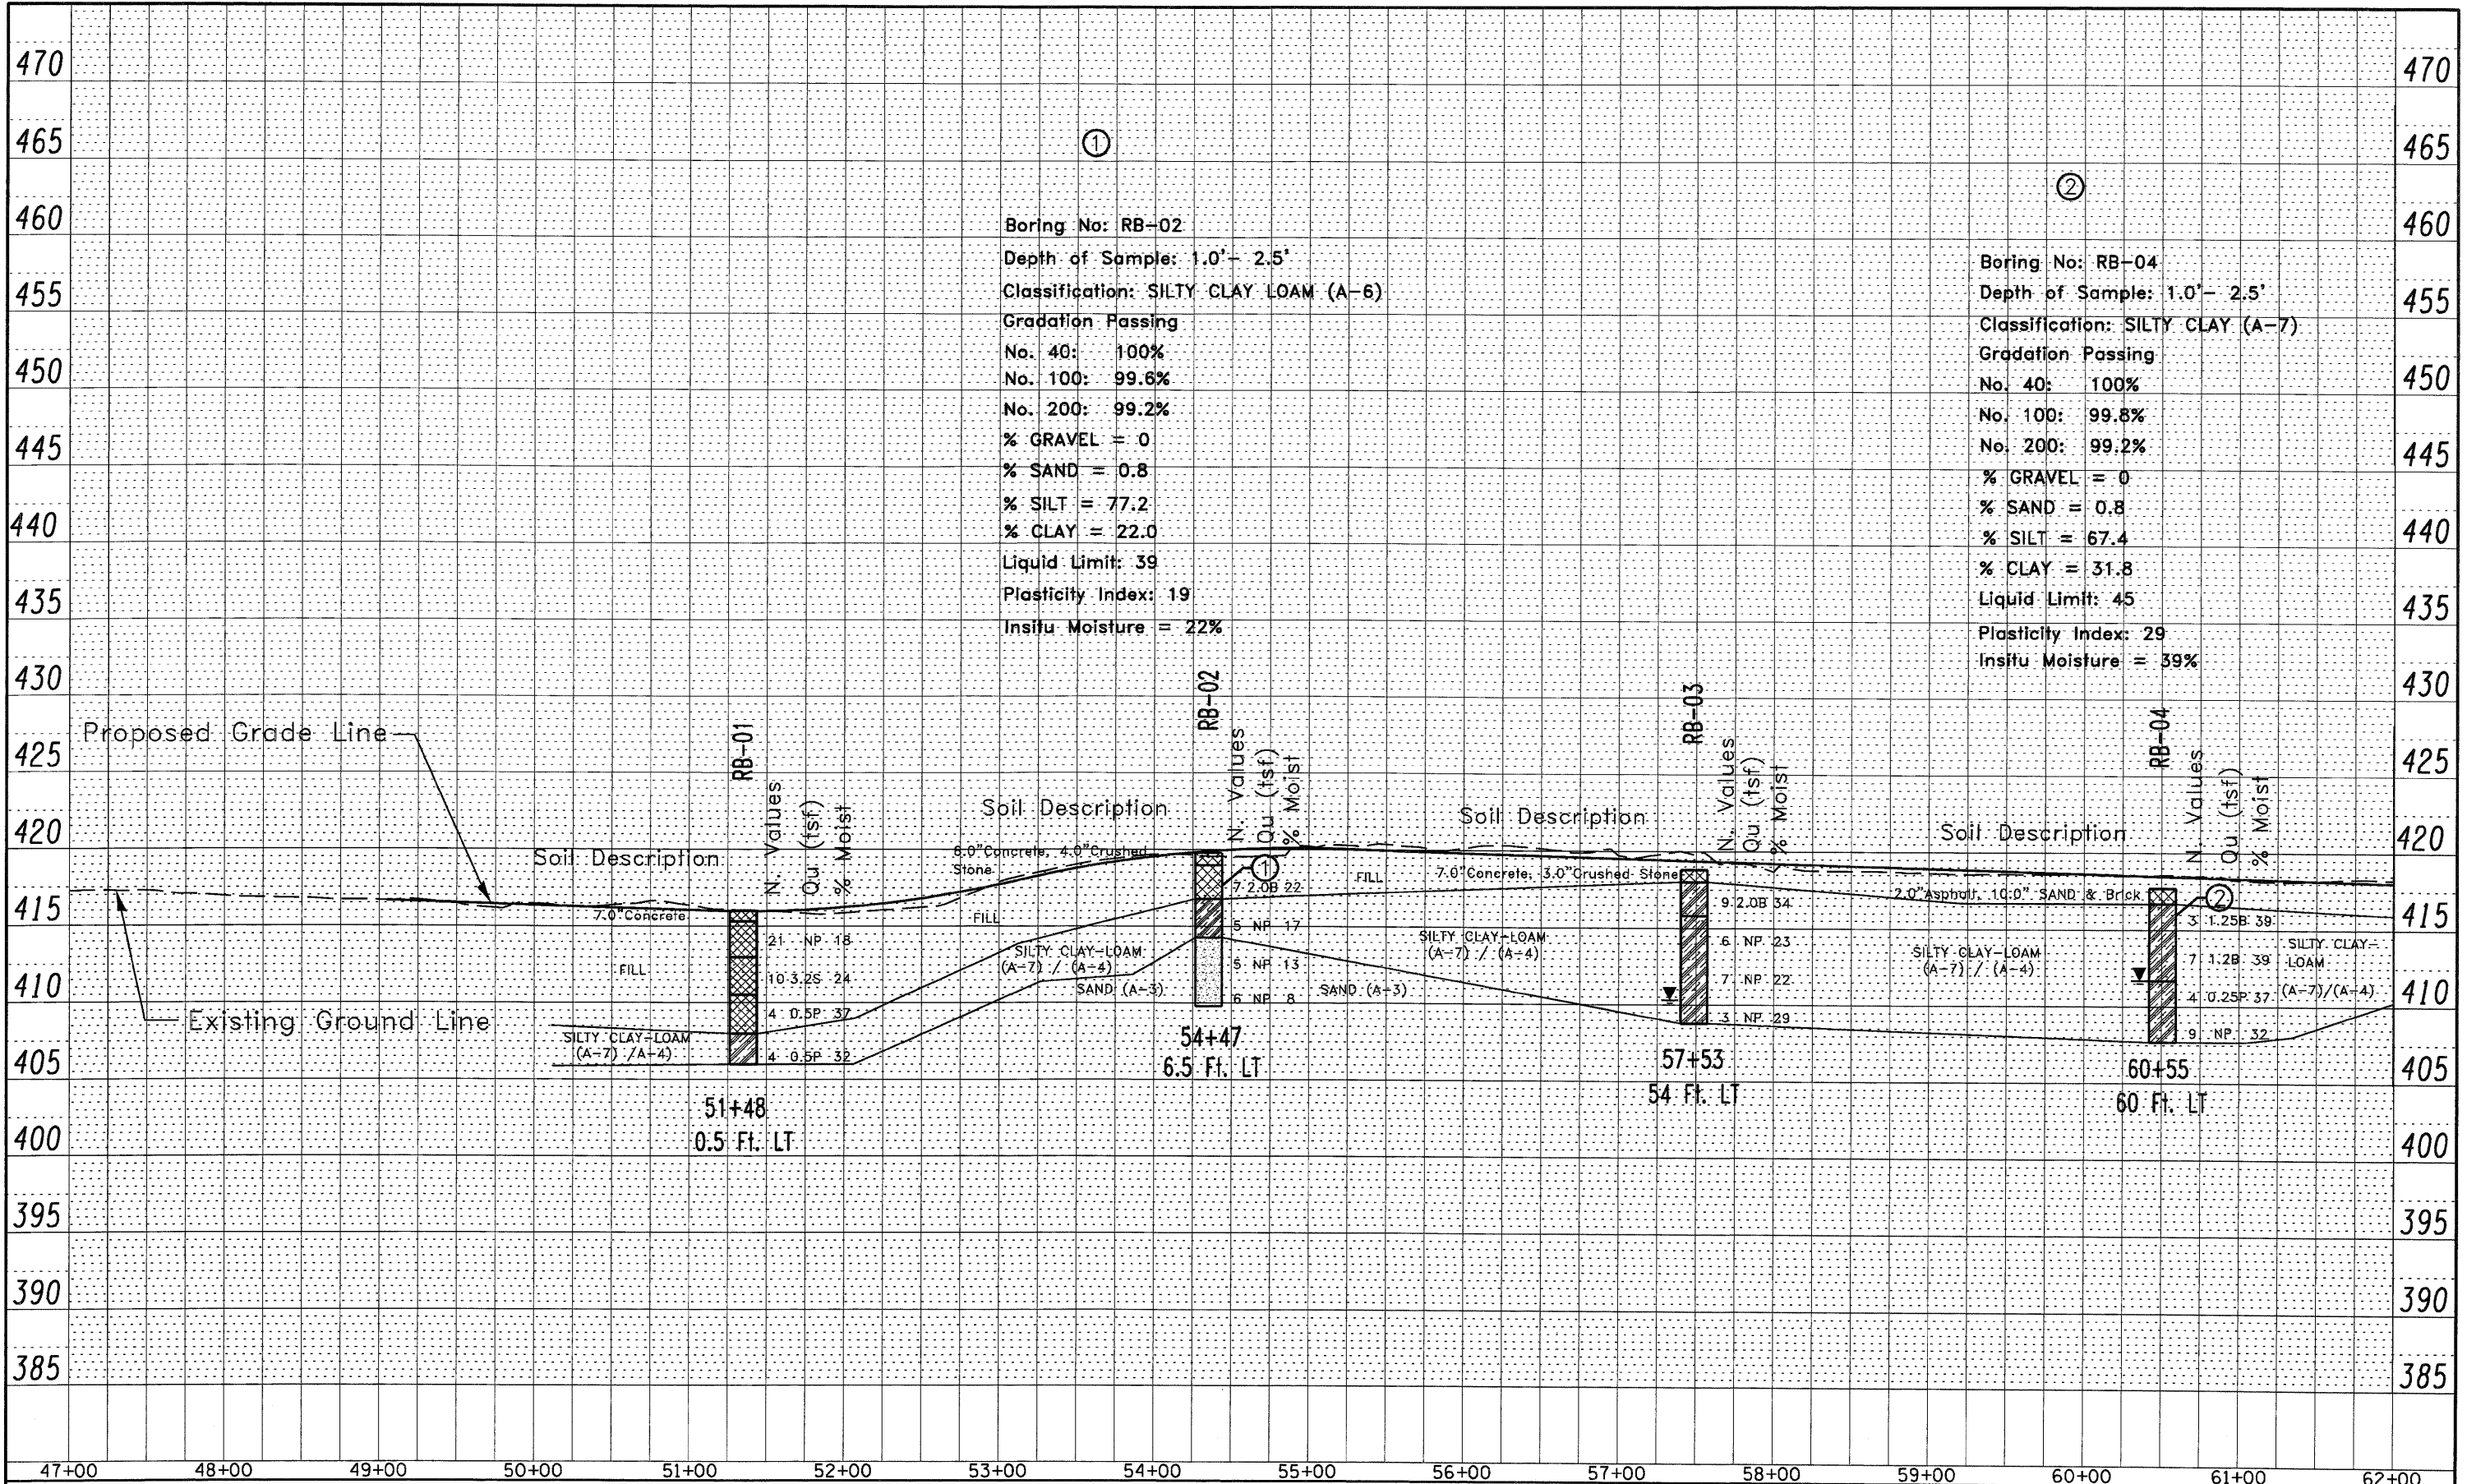 470
465
460
455
450
445
440
435
430
425
420
415
410
405
400
395
390
385
470
465
460
455
450
445
440
435
430
425
420
415
410
405
400
395
390
385
1
Boring No: RB-02
Depth of Sample: 1.0'- 2.5'
Classification: SILTY CLAY LOAM (A-6)
Gradation Passing
No. 40: 100%
No. 100: 99.6%
No. 200: 99.2%
% GRAVEL = 0
% SAND = 0.8
% SILT = 77.2
% CLAY = 22.0
Liquid Limit: 39
Plasticity Index: 19
Insitu Moisture = 22%
2
Boring No: RB-04
Depth of Sample: 1.0'- 2.5'
Classification: SILTY CLAY (A-7)
Gradation Passing
No. 40: 100%
No. 100: 99.8%
No. 200: 99.2%
% GRAVEL = 0
% SAND = 0.8
% SILT = 67.4
% CLAY = 31.8
Liquid Limit: 45
Plasticity Index: 29
Insitu Moisture = 39%
Proposed Grade Line
Existing Ground Line
Soil Description
RB-01
N. Values
Qu (tsf)
% Moist
7.0"Concrete
21 NP 18
FILL
10 3.2S 24
4 0.5P 37
SILTY CLAY-LOAM
(A-7) /A-4)
4 0.5P 32
51+48
0.5 Ft. LT
Soil Description
RB-02
N. Values
Qu (tsf)
% Moist
6.0"Concrete, 4.0"Crushed
Stone
1
7 2.0B 22
FILL
5 NP 17
SILTY CLAY-LOAM
(A-7) / (A-4)
5 NP 13
SAND (A-3)
6 NP 8
54+47
6.5 Ft. LT
Soil Description
RB-03
N. Values
Qu (tsf)
% Moist
FILL
7.0"Concrete, 3.0"Crushed Stone
9 2.0B 34
SILTY CLAY-LOAM
(A-7) / (A-4)
6 NP 23
7 NP 22
SAND (A-3)
3 NP 29
57+53
54 Ft. LT
Soil Description
RB-04
N. Values
Qu (tsf)
% Moist
2.0"Asphalt, 10.0" SAND & Brick
2
3 1.25B 39
SILTY CLAY-LOAM
(A-7) / (A-4)
7 1.2B 39
4 0.25P 37
9 NP 32
SILTY CLAY-
LOAM
(A-7)/(A-4)
60+55
60 Ft. LT
47+00
48+00
49+00
50+00
51+00
52+00
53+00
54+00
55+00
56+00
57+00
58+00
59+00
60+00
61+00
62+00